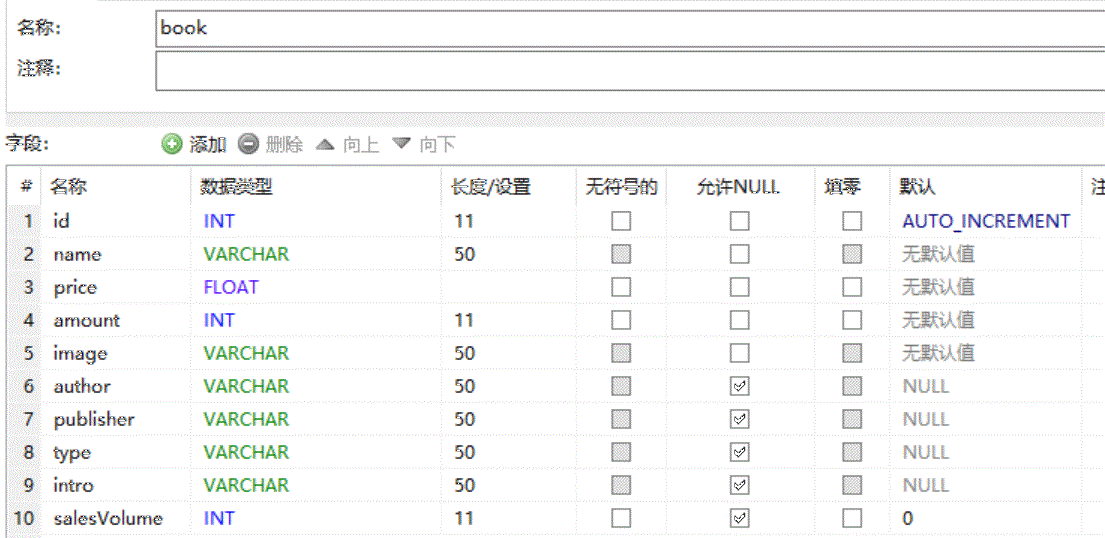 名称: book
注释:
字段: 添加 删除 向上 向下
# 名称 数据类型 长度/设置 无符号的 允许NULL 填零 默认 注
1 id INT 11 AUTO_INCREMENT
2 name VARCHAR 50 无默认值
3 price FLOAT 无默认值
4 amount INT 11 无默认值
5 image VARCHAR 50 无默认值
6 author VARCHAR 50 NULL
7 publisher VARCHAR 50 NULL
8 type VARCHAR 50 NULL
9 intro VARCHAR 50 NULL
10 salesVolume INT 11 0